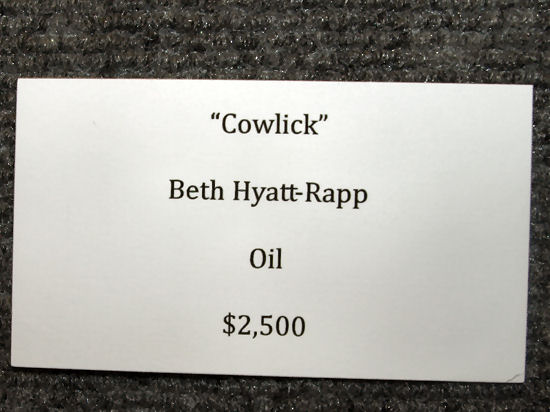 “Cowlick”
Beth Hyatt-Rapp
Oil
$2,500